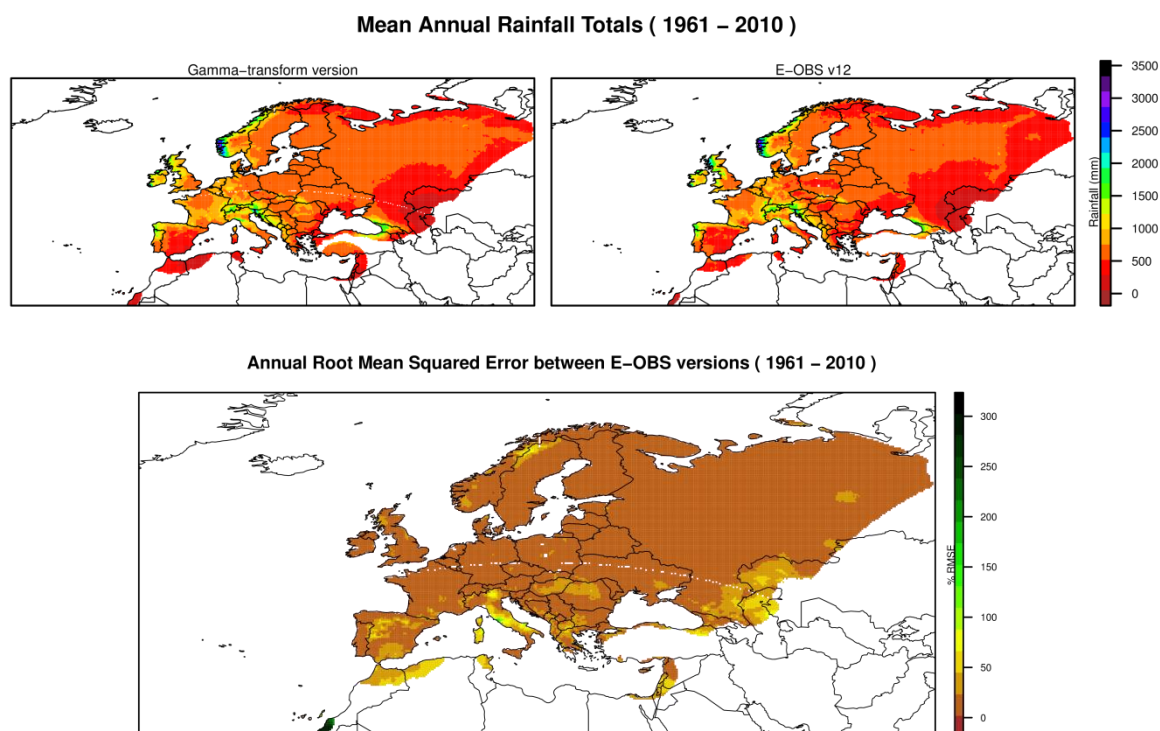 Mean Annual Rainfall Totals ( 1961 − 2010 )
Gamma−transform version
E−OBS v12
3500
3000
2500
2000
1500
1000
500
0
Rainfall (mm)
Annual Root Mean Squared Error between E−OBS versions ( 1961 − 2010 )
300
250
200
150
100
50
0
% RMSE